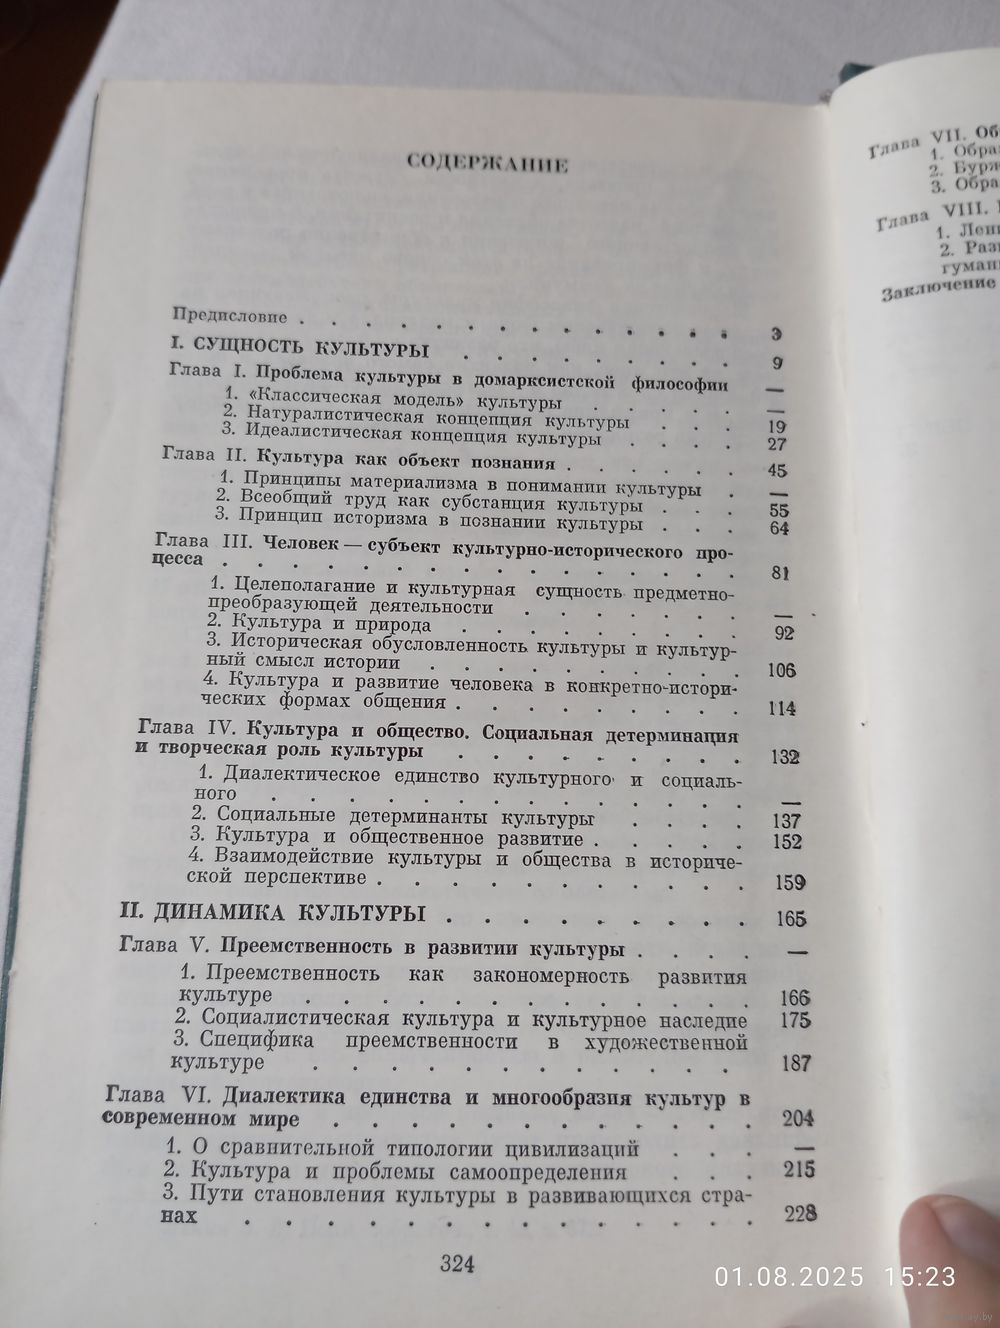 СОДЕРЖАНИЕ
Предисловие . . . . . . . . . . . . . . . . . 3
I. СУЩНОСТЬ КУЛЬТУРЫ . . . . . . . . . 9
Глава I. Проблема культуры в домарксистской философии —
1. «Классическая модель» культуры . . . . . —
2. Натуралистическая концепция культуры . . . 19
3. Идеалистическая концепция культуры . . . . 27
Глава II. Культура как объект познания . . . . . . . 45
1. Принципы материализма в понимании культуры . —
2. Всеобщий труд как субстанция культуры . . . 55
3. Принцип историзма в познании культуры . . . 64
Глава III. Человек — субъект культурно-исторического про-
цесса . . . . . . . . . . . . . . . . 81
1. Целеполагание и культурная сущность предметно-
преобразующей деятельности . . . . . . . —
2. Культура и природа . . . . . . . . . 92
3. Историческая обусловленность культуры и культур-
ный смысл истории . . . . . . . . . . 106
4. Культура и развитие человека в конкретно-истори-
ческих формах общения . . . . . . . . . 114
Глава IV. Культура и общество. Социальная детерминация
и творческая роль культуры . . . . . . . . . 132
1. Диалектическое единство культурного и социаль-
ного . . . . . . . . . . . . . . —
2. Социальные детерминанты культуры . . . . 137
3. Культура и общественное развитие . . . . . 152
4. Взаимодействие культуры и общества в историче-
ской перспективе . . . . . . . . . . . 159
II. ДИНАМИКА КУЛЬТУРЫ . . . . . . . . . 165
Глава V. Преемственность в развитии культуры . . . . —
1. Преемственность как закономерность развития
культуре . . . . . . . . . . . . . 166
2. Социалистическая культура и культурное наследие 175
3. Специфика преемственности в художественной
культуре . . . . . . . . . . . . 187
Глава VI. Диалектика единства и многообразия культур в
современном мире . . . . . . . . . . . . 204
1. О сравнительной типологии цивилизаций . . . —
2. Культура и проблемы самоопределения . . . 215
3. Пути становления культуры в развивающихся стра-
нах . . . . . . . . . . . . . . 228
324
Глава VII. Об
1. Обра
2. Бурж
3. Обра
Глава VIII.
1. Лени
2. Разв
гумани
Заключение
01.08.2025 15:23